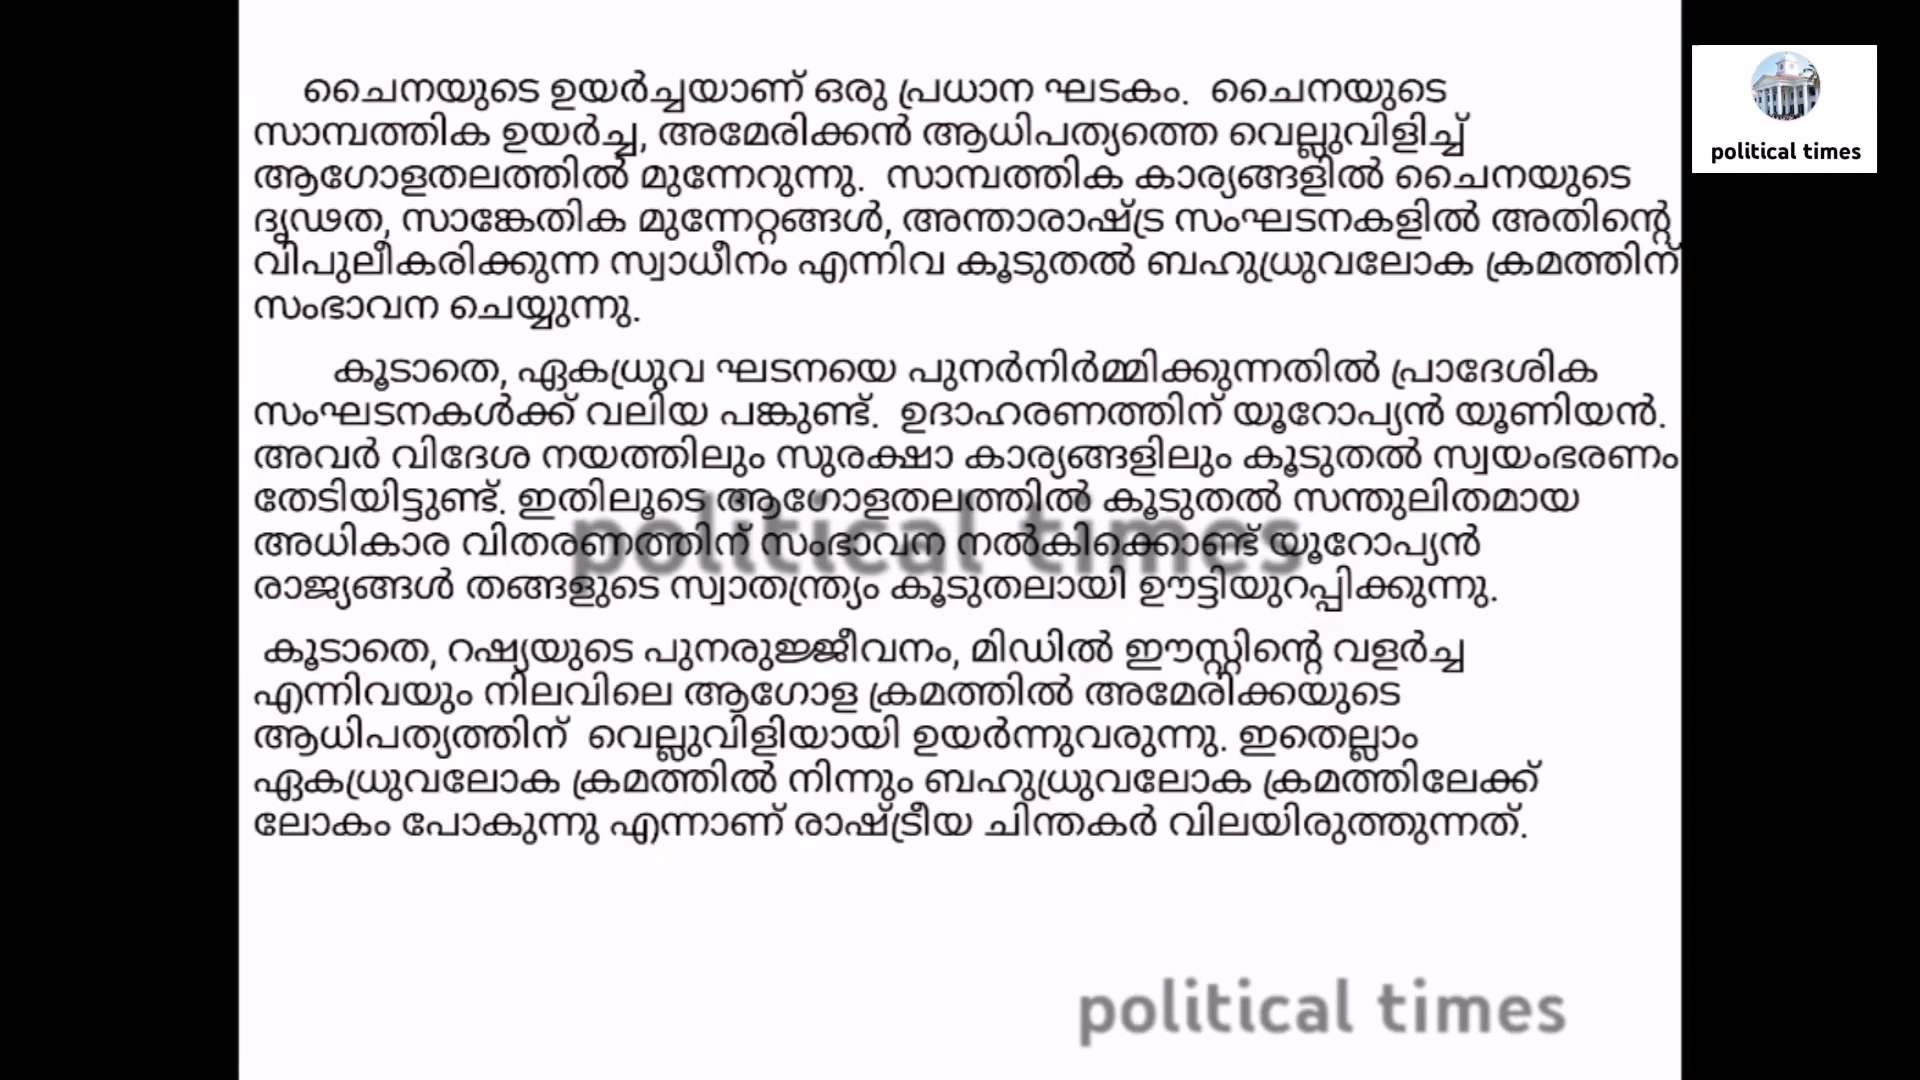 ചൈനയുടെ ഉയർച്ചയാണ് ഒരു പ്രധാന ഘടകം. ചൈനയുടെ
സാമ്പത്തിക ഉയർച്ച, അമേരിക്കൻ ആധിപത്യത്തെ വെല്ലുവിളിച്ച്
ആഗോളതലത്തിൽ മുന്നേറുന്നു. സാമ്പത്തിക കാര്യങ്ങളിൽ ചൈനയുടെ
ദൃഢത, സാങ്കേതിക മുന്നേറ്റങ്ങൾ, അന്താരാഷ്ട്ര സംഘടനകളിൽ അതിന്റെ
വിപുലീകരിക്കുന്ന സ്വാധീനം എന്നിവ കൂടുതൽ ബഹുധ്രുവലോക ക്രമത്തിന്
സംഭാവന ചെയ്യുന്നു.
കൂടാതെ, ഏകധ്രുവ ഘടനയെ പുനർനിർമ്മിക്കുന്നതിൽ പ്രാദേശിക
സംഘടനകൾക്ക് വലിയ പങ്കുണ്ട്. ഉദാഹരണത്തിന് യൂറോപ്യൻ യൂണിയൻ.
അവർ വിദേശ നയത്തിലും സുരക്ഷാ കാര്യങ്ങളിലും കൂടുതൽ സ്വയംഭരണം
തേടിയിട്ടുണ്ട്. ഇതിലൂടെ ആഗോളതലത്തിൽ കൂടുതൽ സന്തുലിതമായ
അധികാര വിതരണത്തിന് സംഭാവന നൽകിക്കൊണ്ട് യൂറോപ്യൻ
രാജ്യങ്ങൾ തങ്ങളുടെ സ്വാതന്ത്ര്യം കൂടുതലായി ഊട്ടിയുറപ്പിക്കുന്നു.
കൂടാതെ, റഷ്യയുടെ പുനരുജ്ജീവനം, മിഡിൽ ഈസ്റ്റിന്റെ വളർച്ച
എന്നിവയും നിലവിലെ ആഗോള ക്രമത്തിൽ അമേരിക്കയുടെ
ആധിപത്യത്തിന് വെല്ലുവിളിയായി ഉയർന്നുവരുന്നു. ഇതെല്ലാം
ഏകധ്രുവലോക ക്രമത്തിൽ നിന്നും ബഹുധ്രുവലോക ക്രമത്തിലേക്ക്
ലോകം പോകുന്നു എന്നാണ് രാഷ്ട്രീയ ചിന്തകർ വിലയിരുത്തുന്നത്.
political times
political times
political times